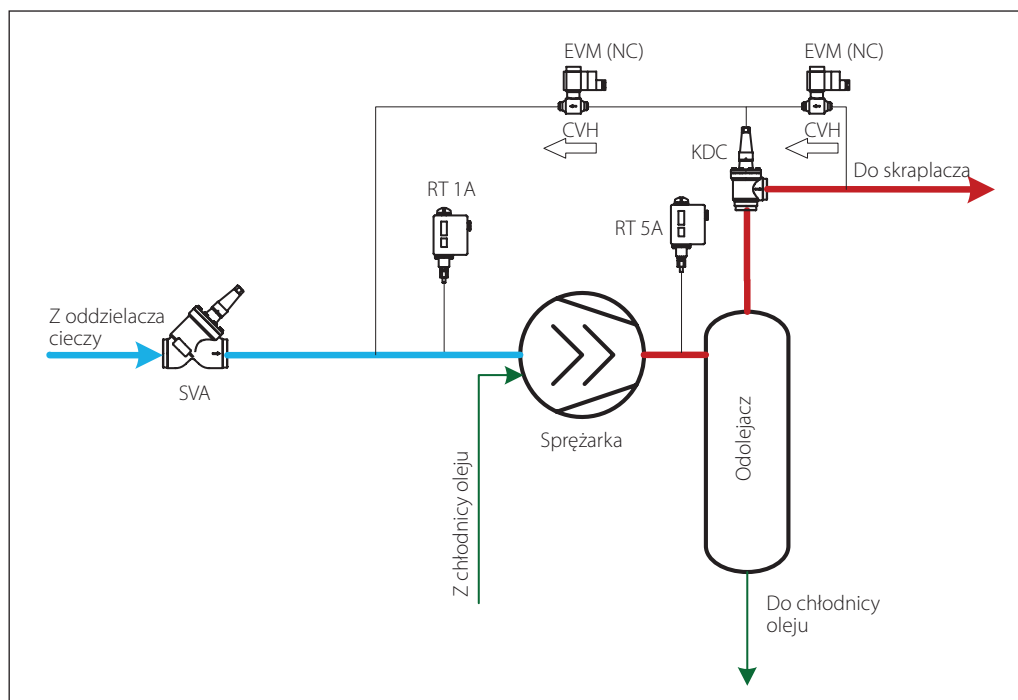 EVM (NC)
EVM (NC)
CVH
CVH
KDC
Do skraplacza
RT 1A
RT 5A
Z oddzielacza
cieczy
SVA
Sprężarka
Odolejacz
Z chłodnicy oleju
Do chłodnicy
oleju